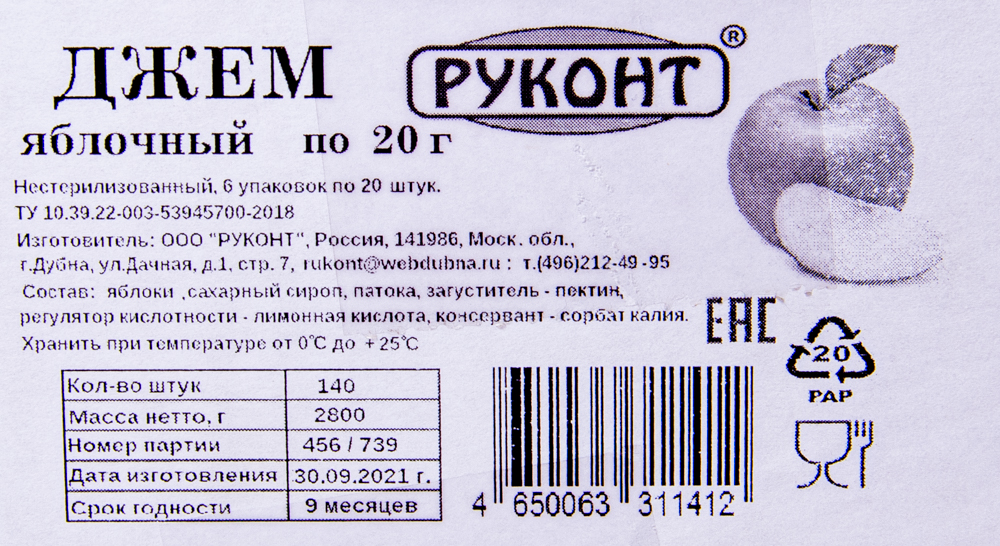 ДЖЕМ
РУКОНТ®
яблочный по 20 г
Нестерилизованный, 6 упаковок по 20 штук.
ТУ 10.39.22-003-53945700-2018
Изготовитель: ООО "РУКОНТ", Россия, 141986, Моск. обл.,
г.Дубна, ул.Дачная, д.1, стр. 7, rukont@webdubna.ru : т.(496)212-49-95
Состав: яблоки ,сахарный сироп, патока, загуститель - пектин,
регулятор кислотности - лимонная кислота, консервант - сорбат калия.
Хранить при температуре от 0°С до +25°С
EAC
Кол-во штук 140
Масса нетто, г 2800
Номер партии 456 / 739
Дата изготовления 30.09.2021 г.
Срок годности 9 месяцев
20
PAP
4 650063 311412